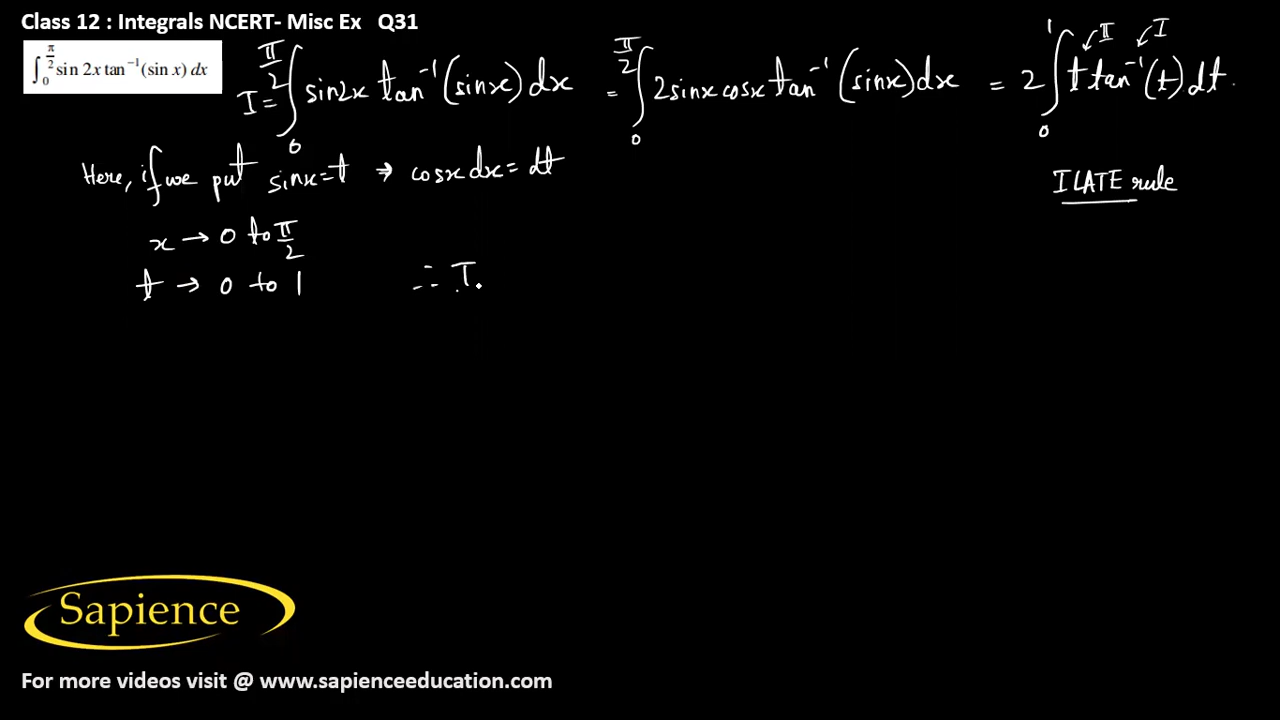 Class 12 : Integrals NCERT- Misc Ex Q31
∫₀^(π/2) sin 2x tan⁻¹(sin x) dx
I = ∫₀^(π/2) sin2x tan⁻¹(sinx) dx = ∫₀^(π/2) 2sinx cosx tan⁻¹(sinx) dx = 2 ∫₀¹ t tan⁻¹(t) dt.
II I
Here, if we put sinx = t → cosx dx = dt
ILATE rule
x → 0 to π/2
t → 0 to 1 ∴ I
Sapience
For more videos visit @ www.sapienceeducation.com